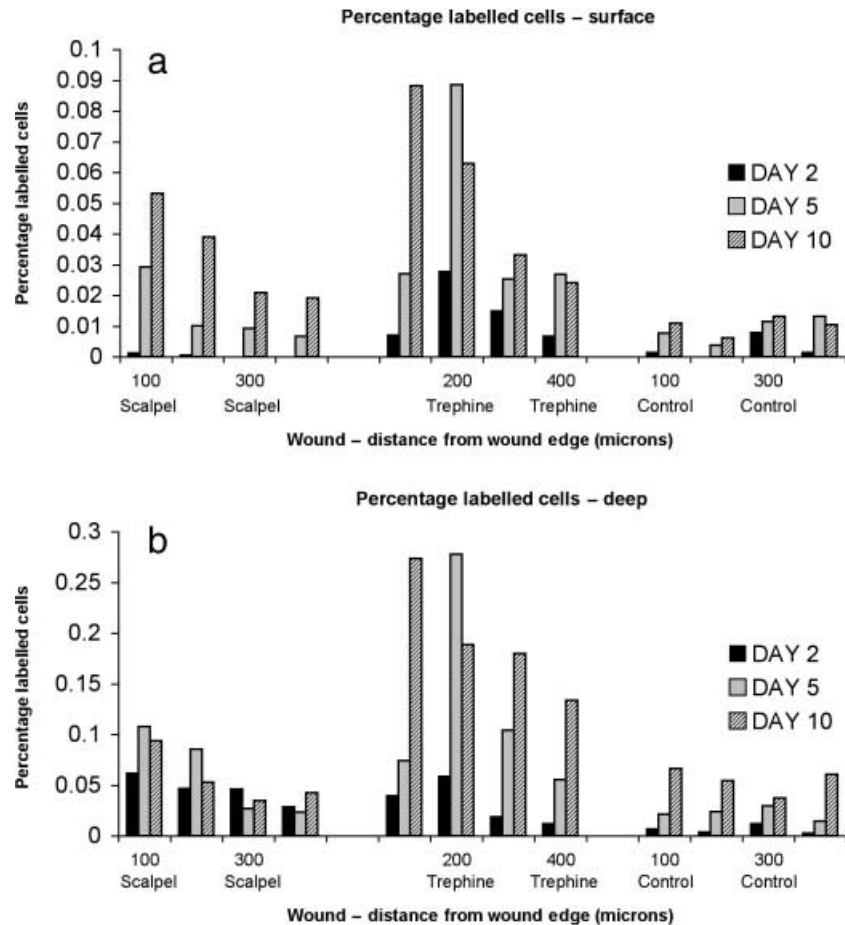 Percentage labelled cells – surface
a
Percentage labelled cells
0.1
0.09
0.08
0.07
0.06
0.05
0.04
0.03
0.02
0.01
0
DAY 2
DAY 5
DAY 10
100 300 200 400 100 300
Scalpel Scalpel Trephine Trephine Control Control
Wound – distance from wound edge (microns)
Percentage labelled cells – deep
b
Percentage labelled cells
0.3
0.25
0.2
0.15
0.1
0.05
0
DAY 2
DAY 5
DAY 10
100 300 200 400 100 300
Scalpel Scalpel Trephine Trephine Control Control
Wound – distance from wound edge (microns)